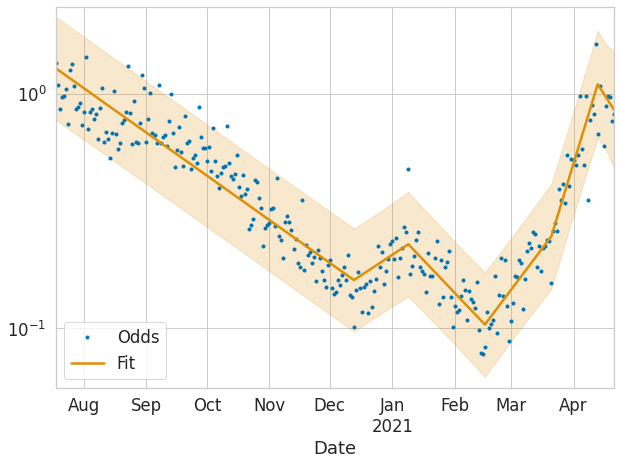 10⁰
10⁻¹
Odds
Fit
Aug Sep Oct Nov Dec Jan Feb Mar Apr
2021
Date